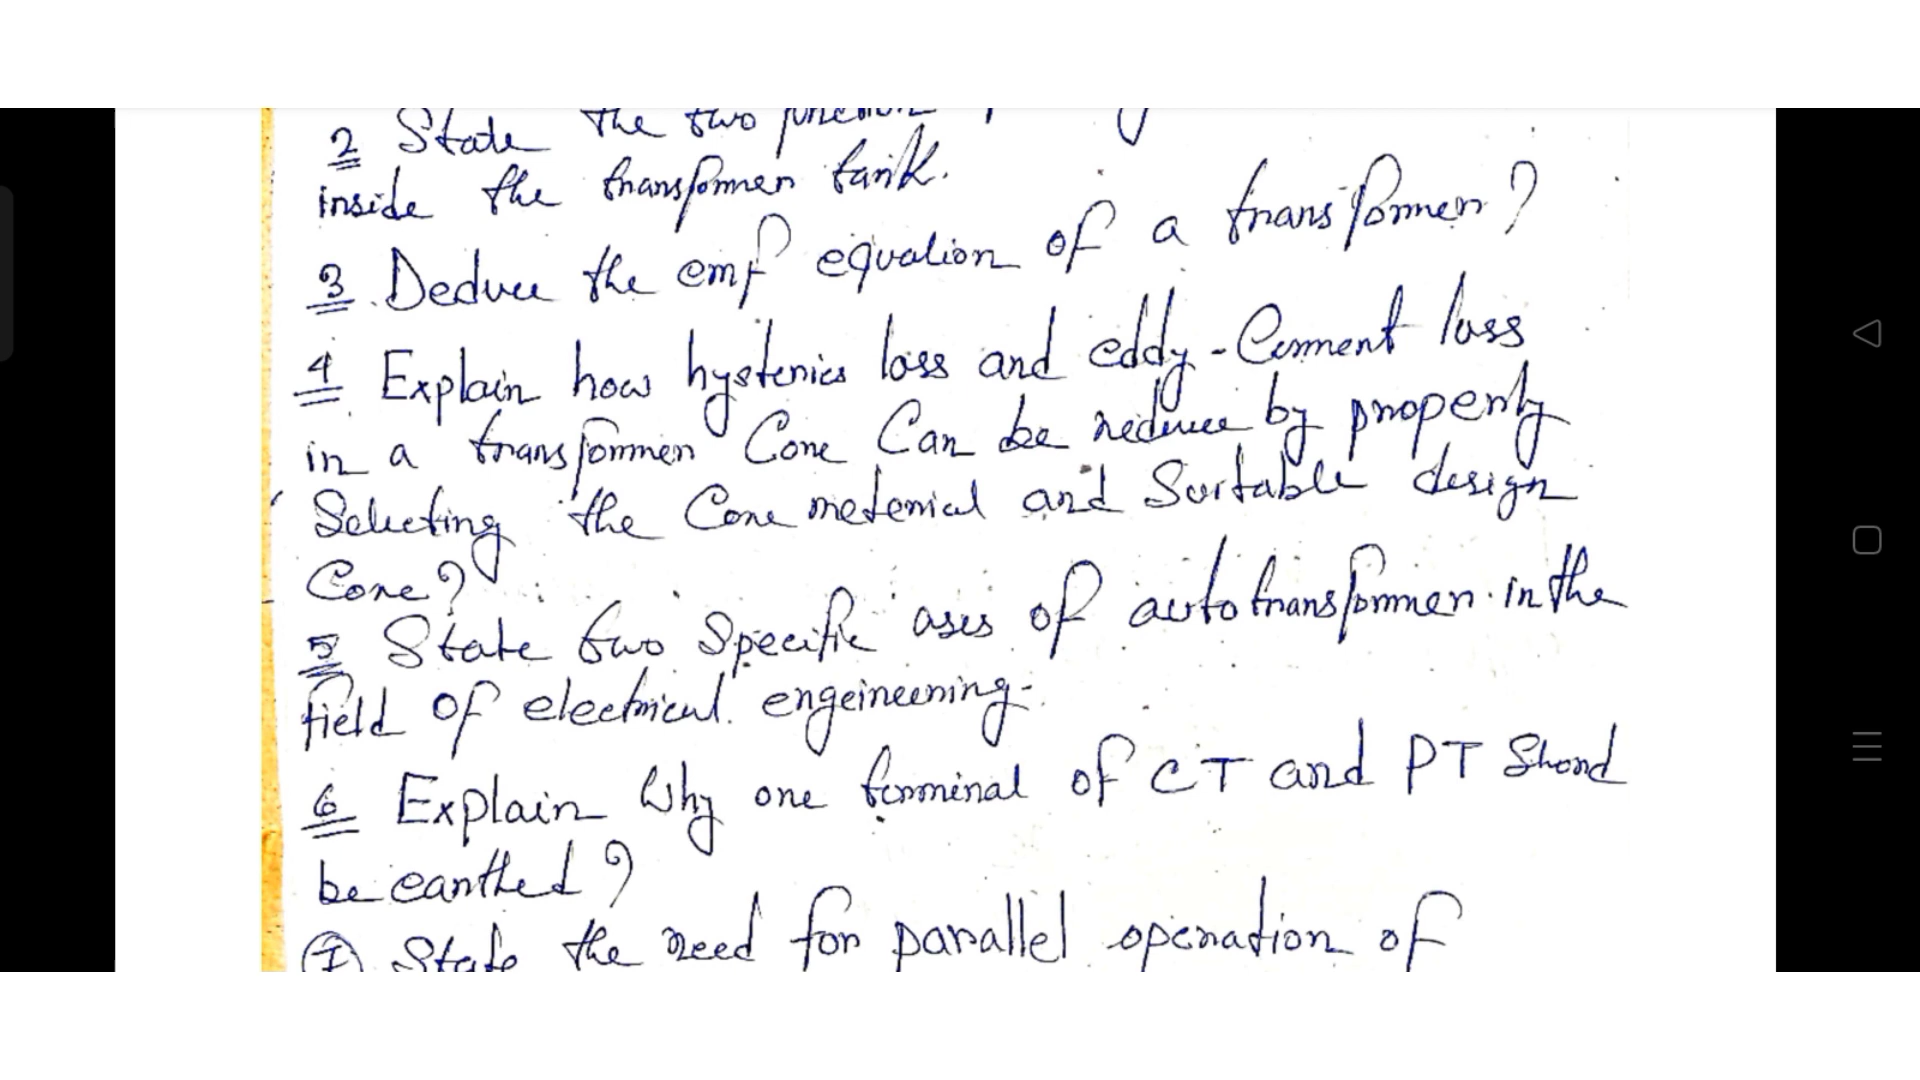 2 State the two
inside the transformer tank.
3. Deduce the emf equation of a transformer?
4 Explain how hysteries loss and eddy-Current loss
in a transformer Core Can be reduce by properly
Selecting the Core meterial and Suitable design
Core?
5 State two Specific uses of autotransformer in the
field of electrical engeineering.
6 Explain Why one terminal of CT and PT Shoud
be earthed?
7 State the need for parallel operation of